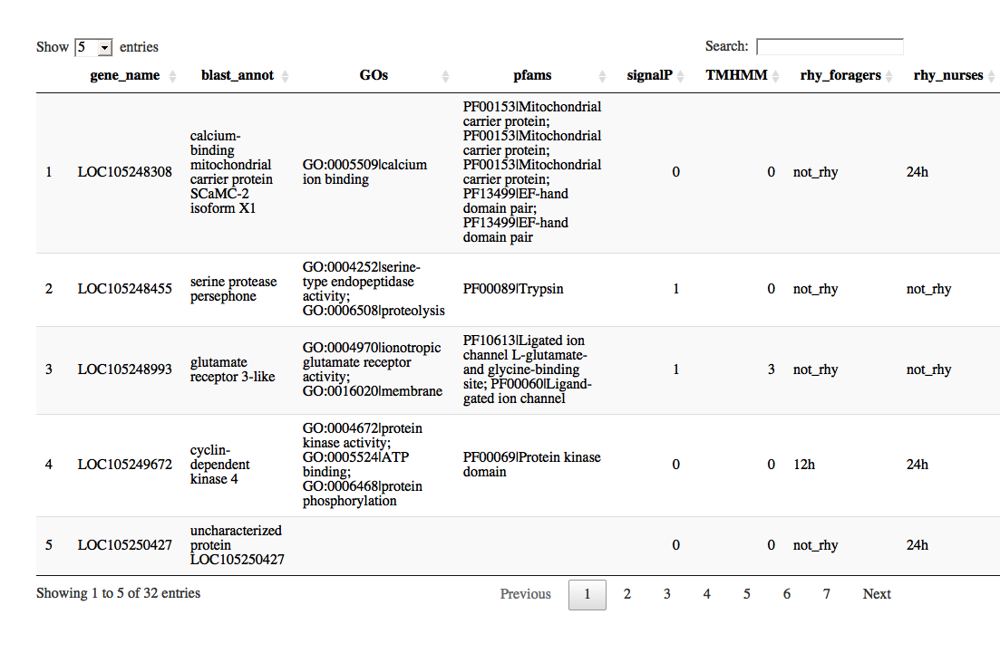 Show 5 entries Search:
gene_name blast_annot GOs pfams signalP TMHMM rhy_foragers rhy_nurses
1
LOC105248308
calcium-
binding
mitochondrial
carrier protein
SCaMC-2
isoform X1
GO:0005509|calcium
ion binding
PF00153|Mitochondrial
carrier protein;
PF00153|Mitochondrial
carrier protein;
PF00153|Mitochondrial
carrier protein;
PF13499|EF-hand
domain pair;
PF13499|EF-hand
domain pair
0
0
not_rhy
24h
2
LOC105248455
serine protease
persephone
GO:0004252|serine-
type endopeptidase
activity;
GO:0006508|proteolysis
PF00089|Trypsin
1
0
not_rhy
not_rhy
3
LOC105248993
glutamate
receptor 3-like
GO:0004970|ionotropic
glutamate receptor
activity;
GO:0016020|membrane
PF10613|Ligated ion
channel L-glutamate-
and glycine-binding
site; PF00060|Ligand-
gated ion channel
1
3
not_rhy
not_rhy
4
LOC105249672
cyclin-
dependent
kinase 4
GO:0004672|protein
kinase activity;
GO:0005524|ATP
binding;
GO:0006468|protein
phosphorylation
PF00069|Protein kinase
domain
0
0
12h
24h
5
LOC105250427
uncharacterized
protein
LOC105250427
0
0
not_rhy
24h
Showing 1 to 5 of 32 entries Previous 1 2 3 4 5 6 7 Next